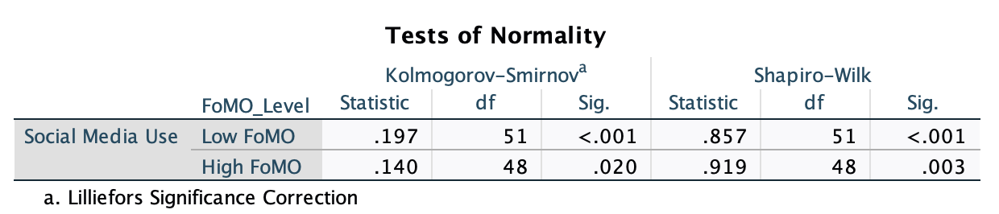 Tests of Normality
Kolmogorov-Smirnovᵃ Shapiro-Wilk
FoMO_Level Statistic df Sig. Statistic df Sig.
Social Media Use Low FoMO .197 51 <.001 .857 51 <.001
High FoMO .140 48 .020 .919 48 .003
a. Lilliefors Significance Correction